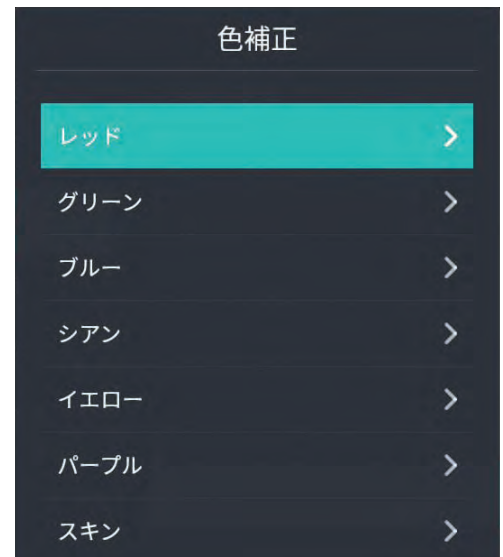 色補正
レッド
グリーン
ブルー
シアン
イエロー
パープル
スキン